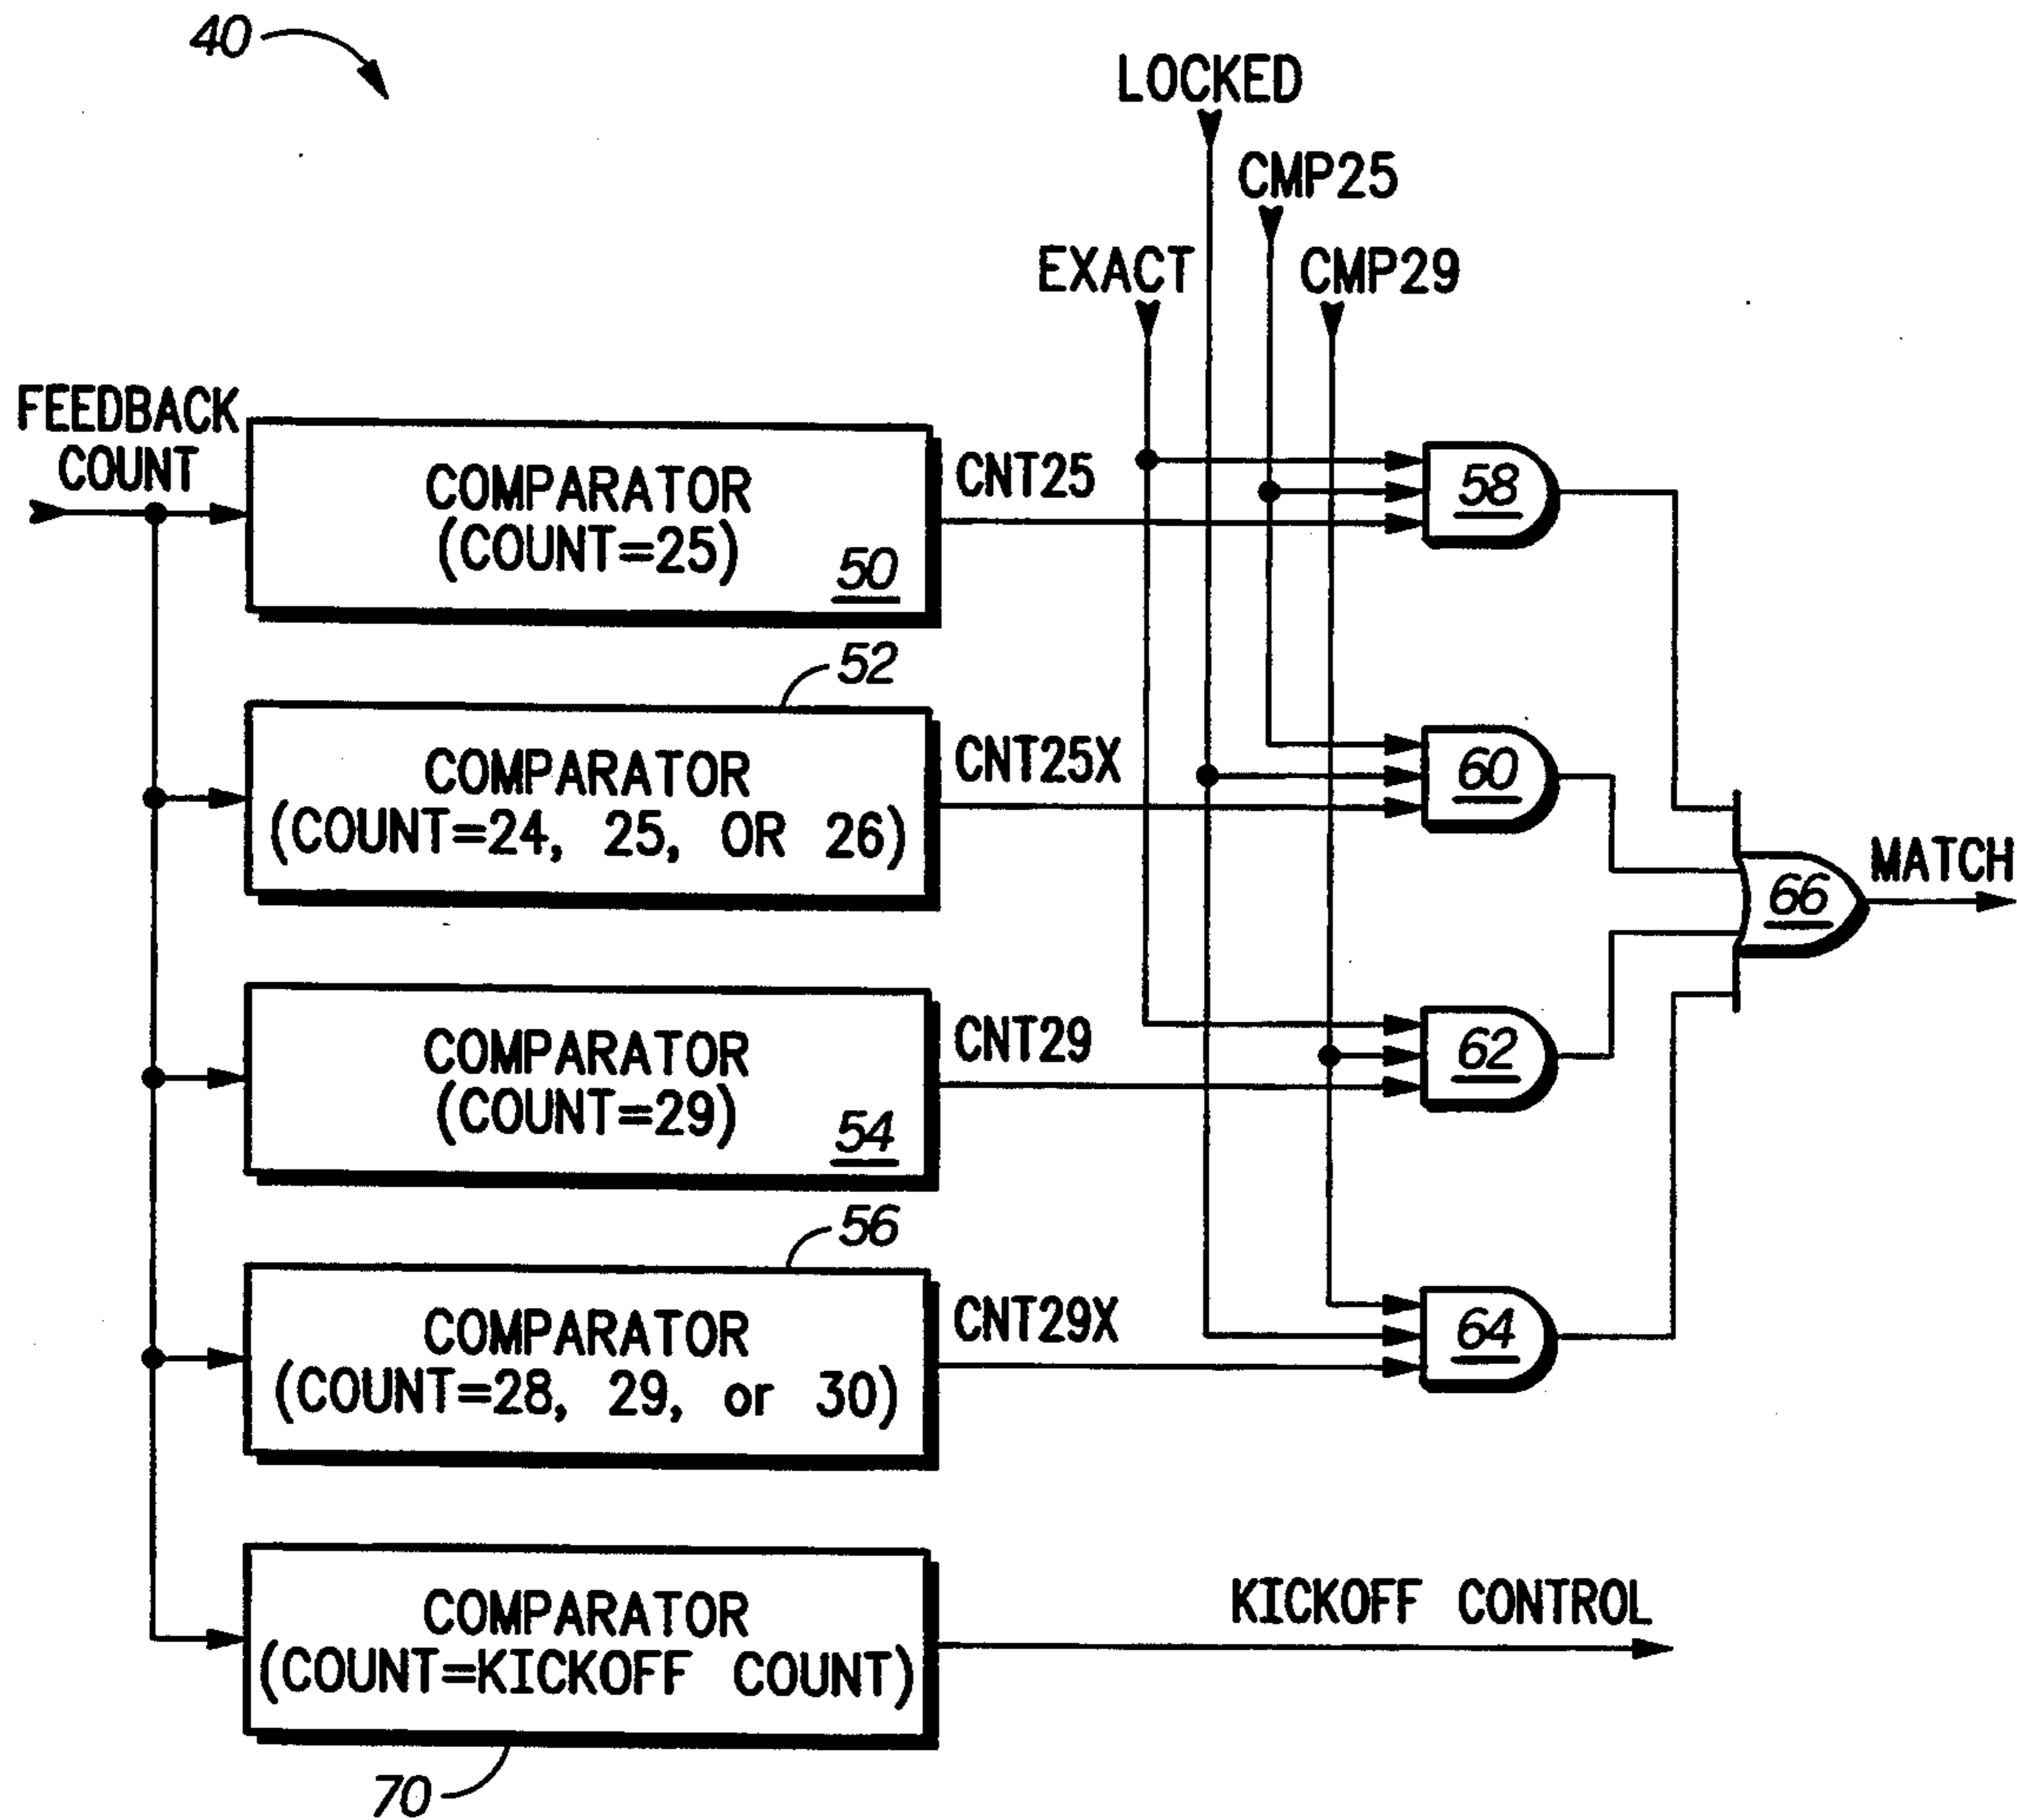 40
LOCKED
CMP25
EXACT
CMP29
FEEDBACK
COUNT
COMPARATOR
(COUNT=25)
50
CNT25
58
52
COMPARATOR
(COUNT=24, 25, OR 26)
CNT25X
60
MATCH
66
COMPARATOR
(COUNT=29)
54
CNT29
62
56
COMPARATOR
(COUNT=28, 29, or 30)
CNT29X
64
COMPARATOR
(COUNT=KICKOFF COUNT)
KICKOFF CONTROL
70